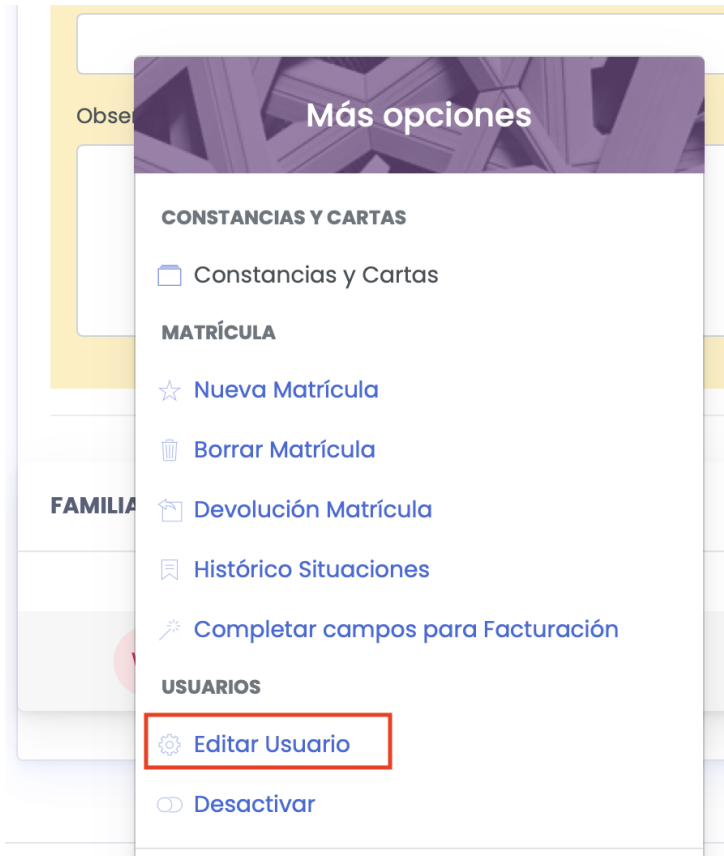 Más opciones
Obser
CONSTANCIAS Y CARTAS
Constancias y Cartas
MATRÍCULA
Nueva Matrícula
Borrar Matrícula
Devolución Matrícula
FAMILIA
Histórico Situaciones
Completar campos para Facturación
USUARIOS
Editar Usuario
Desactivar